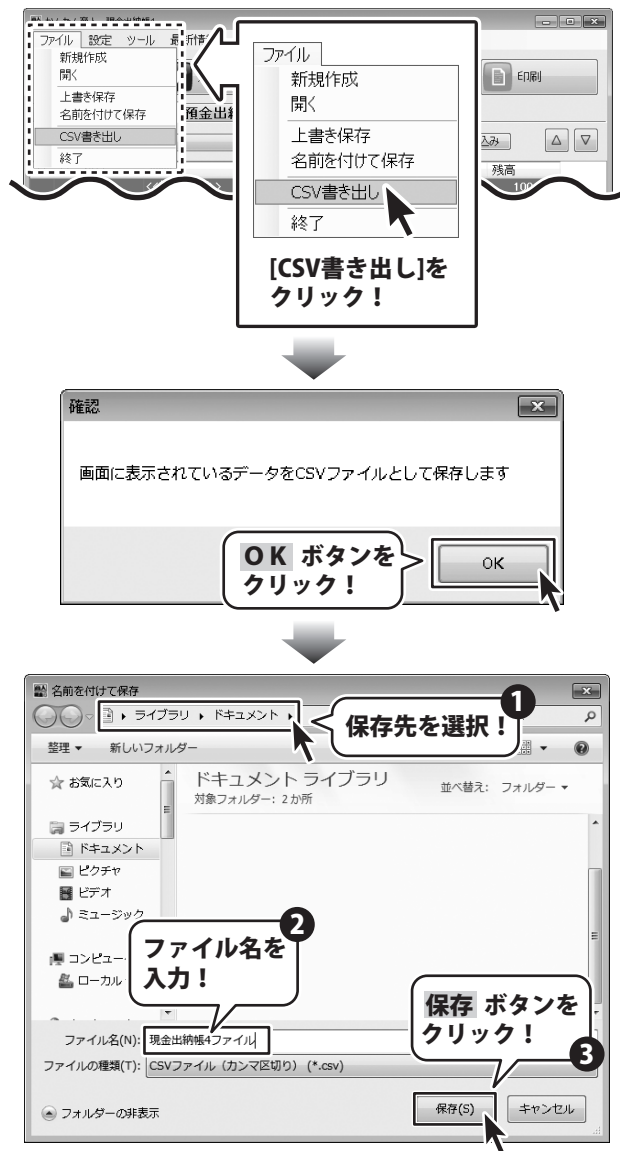 ファイル 設定 ツール
新規作成
開く
上書き保存
名前を付けて保存
CSV書き出し
終了
印刷
残高
ファイル
新規作成
開く
上書き保存
名前を付けて保存
CSV書き出し
終了
[CSV書き出し]を
クリック!
確認
画面に表示されているデータをCSVファイルとして保存します
OK ボタンを
クリック!
OK
名前を付けて保存
ライブラリ ドキュメント
1
保存先を選択!
整理 新しいフォルダー
お気に入り
ドキュメント ライブラリ
対象フォルダー: 2か所
並べ替え: フォルダー
ライブラリ
ドキュメント
ピクチャ
ビデオ
ミュージック
コンピュー
ローカル
2
ファイル名を
入力!
保存 ボタンを
クリック!
3
ファイル名(N): 現金出納帳4ファイル
ファイルの種類(T): CSVファイル (カンマ区切り) (*.csv)
フォルダーの非表示
保存(S)
キャンセル